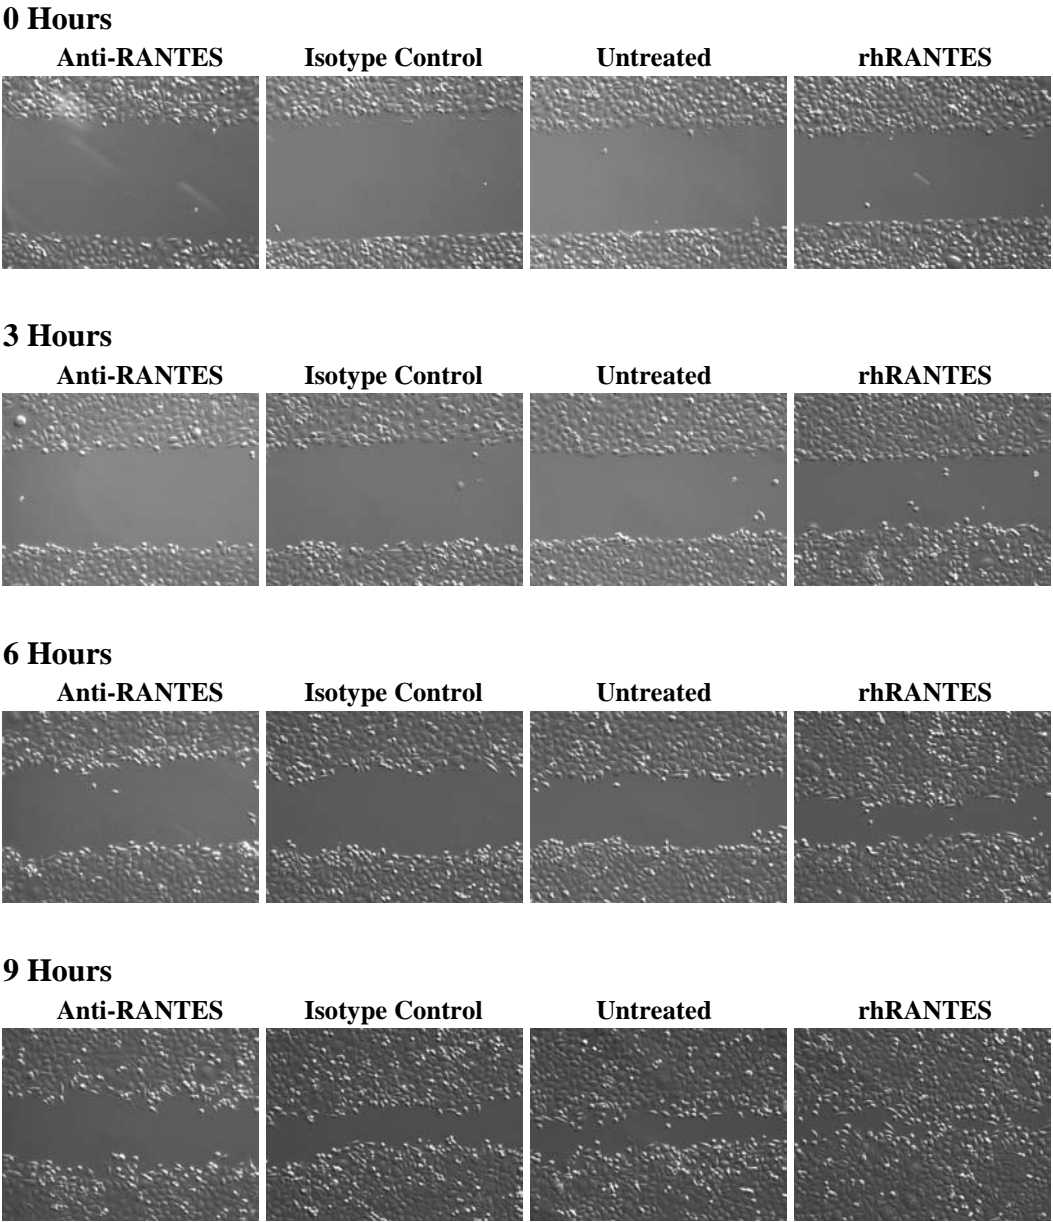 0 Hours
Anti-RANTES Isotype Control Untreated rhRANTES
3 Hours
Anti-RANTES Isotype Control Untreated rhRANTES
6 Hours
Anti-RANTES Isotype Control Untreated rhRANTES
9 Hours
Anti-RANTES Isotype Control Untreated rhRANTES